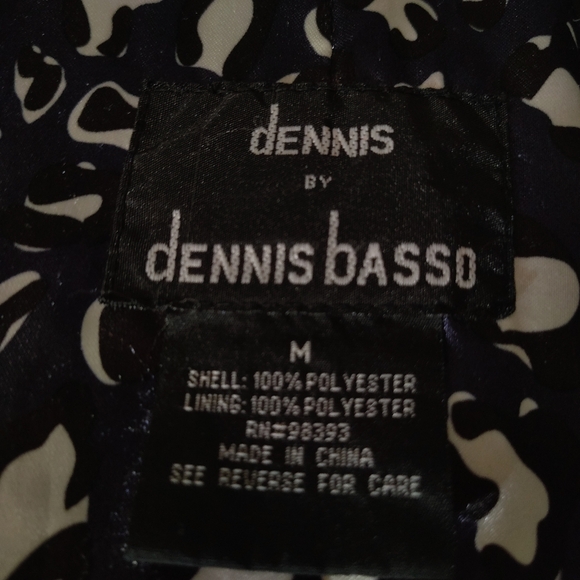 dENNIS
BY
dENNIS bASSO
M
SHELL: 100% POLYESTER
LINING: 100% POLYESTER
RN#98393
MADE IN CHINA
SEE REVERSE FOR CARE